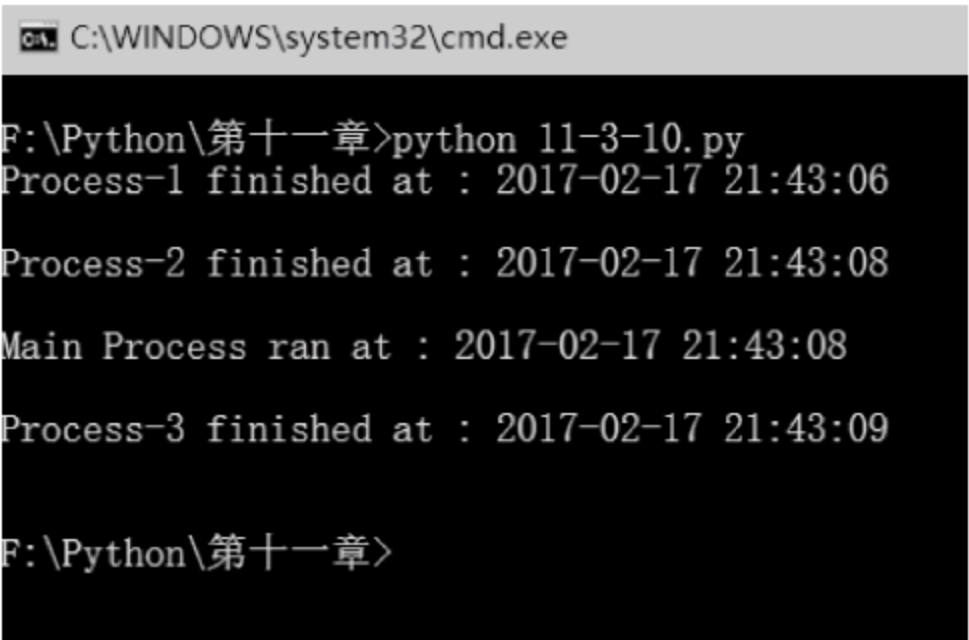 C:\WINDOWS\system32\cmd.exe
F:\Python\第十一章>python 11-3-10.py
Process-1 finished at : 2017-02-17 21:43:06
Process-2 finished at : 2017-02-17 21:43:08
Main Process ran at : 2017-02-17 21:43:08
Process-3 finished at : 2017-02-17 21:43:09
F:\Python\第十一章>